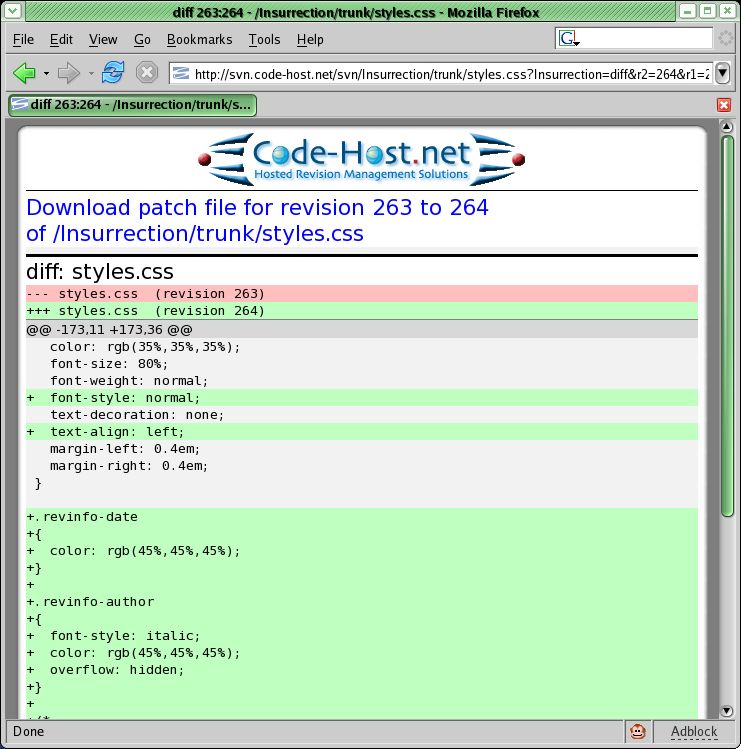 diff 263:264 - /Insurrection/trunk/styles.css - Mozilla Firefox
File Edit View Go Bookmarks Tools Help
G
http://svn.code-host.net/svn/Insurrection/trunk/styles.css?Insurrection=diff&r2=264&r1=2
diff 263:264 - /Insurrection/trunk/s...
Code-Host.net
Hosted Revision Management Solutions
Download patch file for revision 263 to 264
of /Insurrection/trunk/styles.css
diff: styles.css
--- styles.css  (revision 263)
+++ styles.css  (revision 264)
@@ -173,11 +173,36 @@
   color: rgb(35%,35%,35%);
   font-size: 80%;
   font-weight: normal;
+  font-style: normal;
   text-decoration: none;
+  text-align: left;
   margin-left: 0.4em;
   margin-right: 0.4em;
 }
+.revinfo-date
+{
+  color: rgb(45%,45%,45%);
+}
+
+.revinfo-author
+{
+  font-style: italic;
+  color: rgb(45%,45%,45%);
+  overflow: hidden;
+}
+
+/*
Done
Adblock